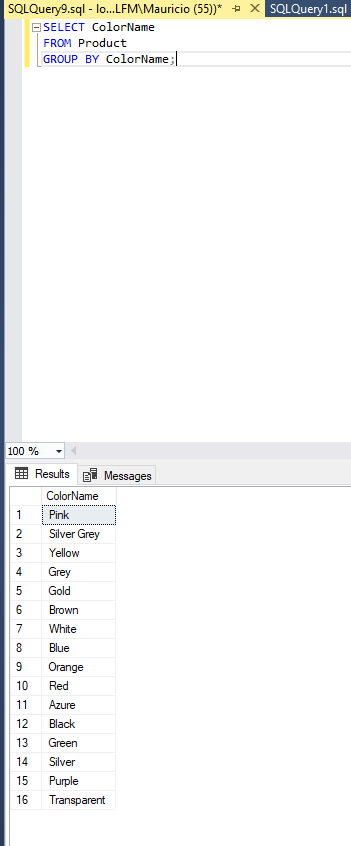 SQLQuery9.sql - lo...LFM\Mauricio (55))* SQLQuery1.sql
SELECT ColorName
FROM Product
GROUP BY ColorName;
100 %
Results Messages
ColorName
1 Pink
2 Silver Grey
3 Yellow
4 Grey
5 Gold
6 Brown
7 White
8 Blue
9 Orange
10 Red
11 Azure
12 Black
13 Green
14 Silver
15 Purple
16 Transparent